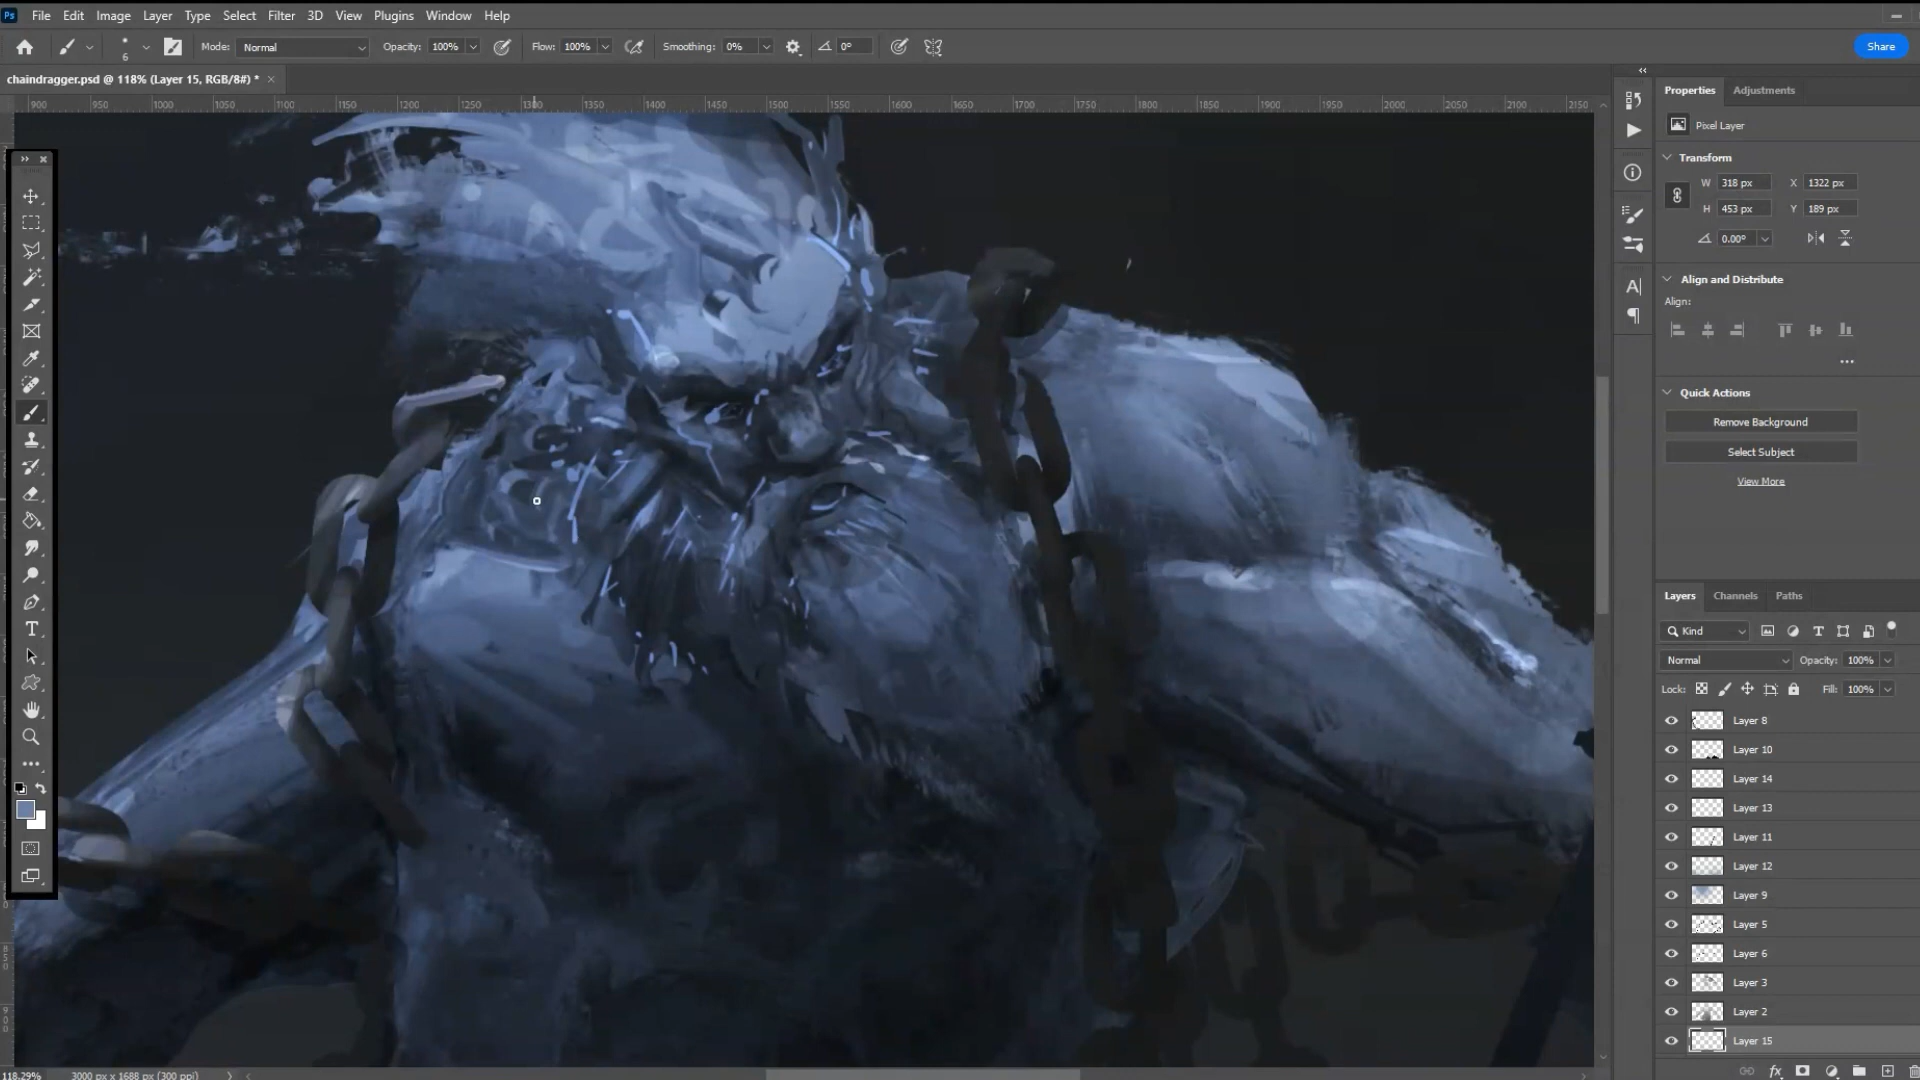 Ps File Edit Image Layer Type Select Filter 3D View Plugins Window Help
6 Mode: Normal Opacity: 100% Flow: 100% Smoothing: 0% 0° Share
chaindragger.psd @ 118% (Layer 15, RGB/8#) *
900 950 1000 1050 1100 1150 1200 1250 1300 1350 1400 1450 1500 1550 1600 1650 1700 1750 1800 1850 1900 1950 2000 2050 2100 2150
Properties Adjustments
Pixel Layer
Transform
W 318 px X 1322 px
H 453 px Y 189 px
0.00°
Align and Distribute
Align:
Quick Actions
Remove Background
Select Subject
View More
Layers Channels Paths
Kind
Normal Opacity: 100%
Lock: Fill: 100%
Layer 8
Layer 10
Layer 14
Layer 13
Layer 11
Layer 12
Layer 9
Layer 5
Layer 6
Layer 3
Layer 2
Layer 15
118.29% 3000 px x 1688 px (300 ppi)